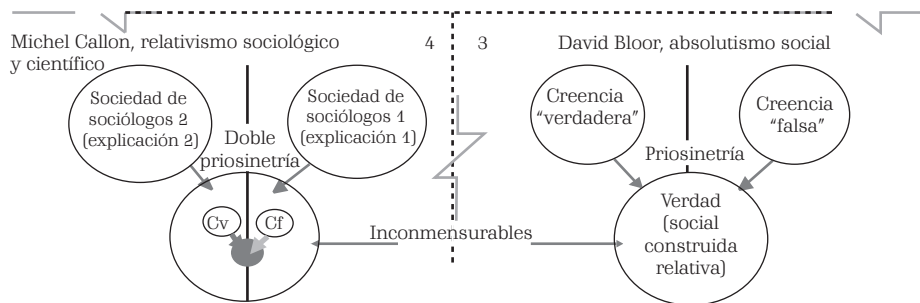 Michel Callon, relativismo sociológico
y científico
4
3
David Bloor, absolutismo social
Sociedad de
sociólogos 2
(explicación 2)
Sociedad de
sociólogos 1
(explicación 1)
Doble
priosinetría
Cv
Cf
Inconmensurables
Creencia
“verdadera”
Creencia
“falsa”
Priosinetría
Verdad
(social
construida
relativa)